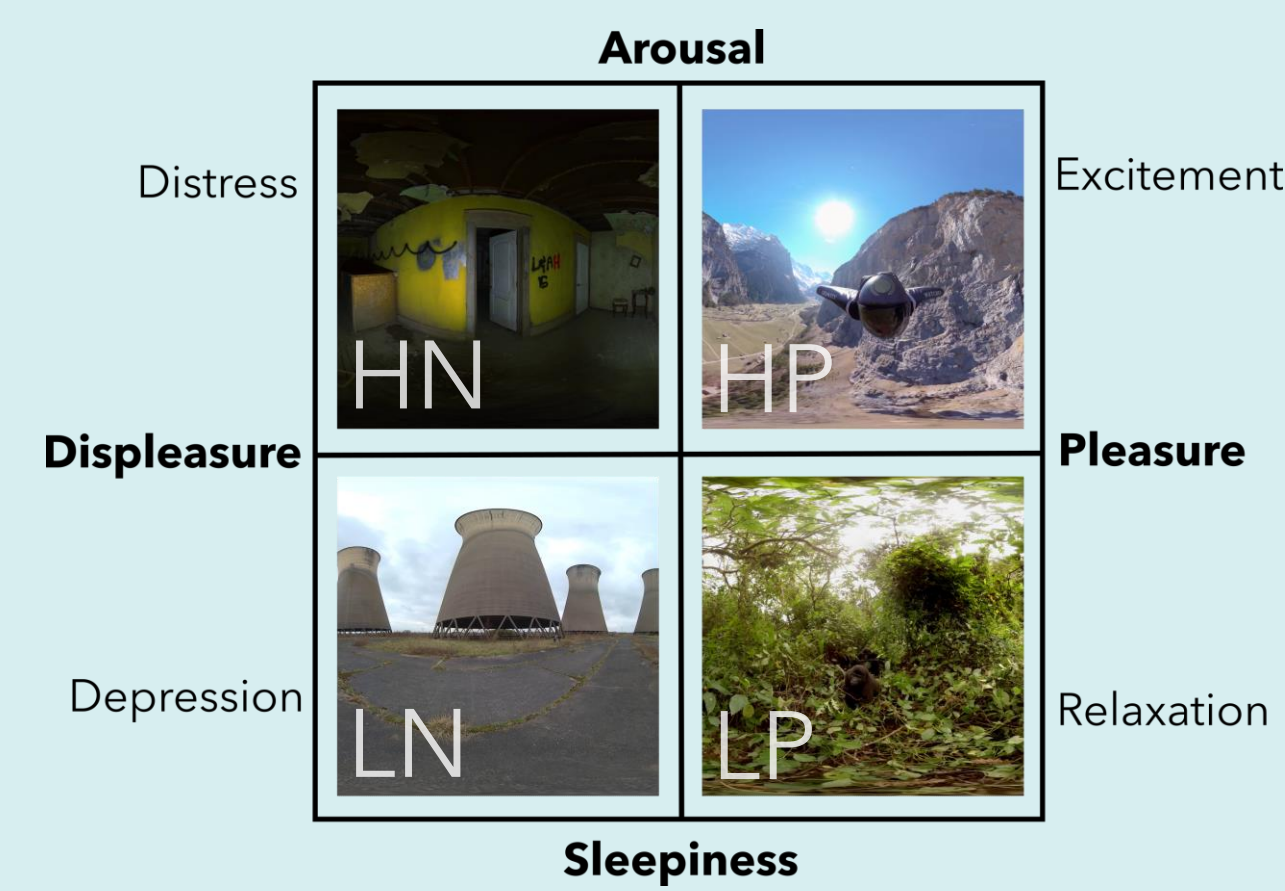 Arousal
Distress
Excitement
HN
HP
Displeasure
Pleasure
Depression
Relaxation
LN
LP
Sleepiness